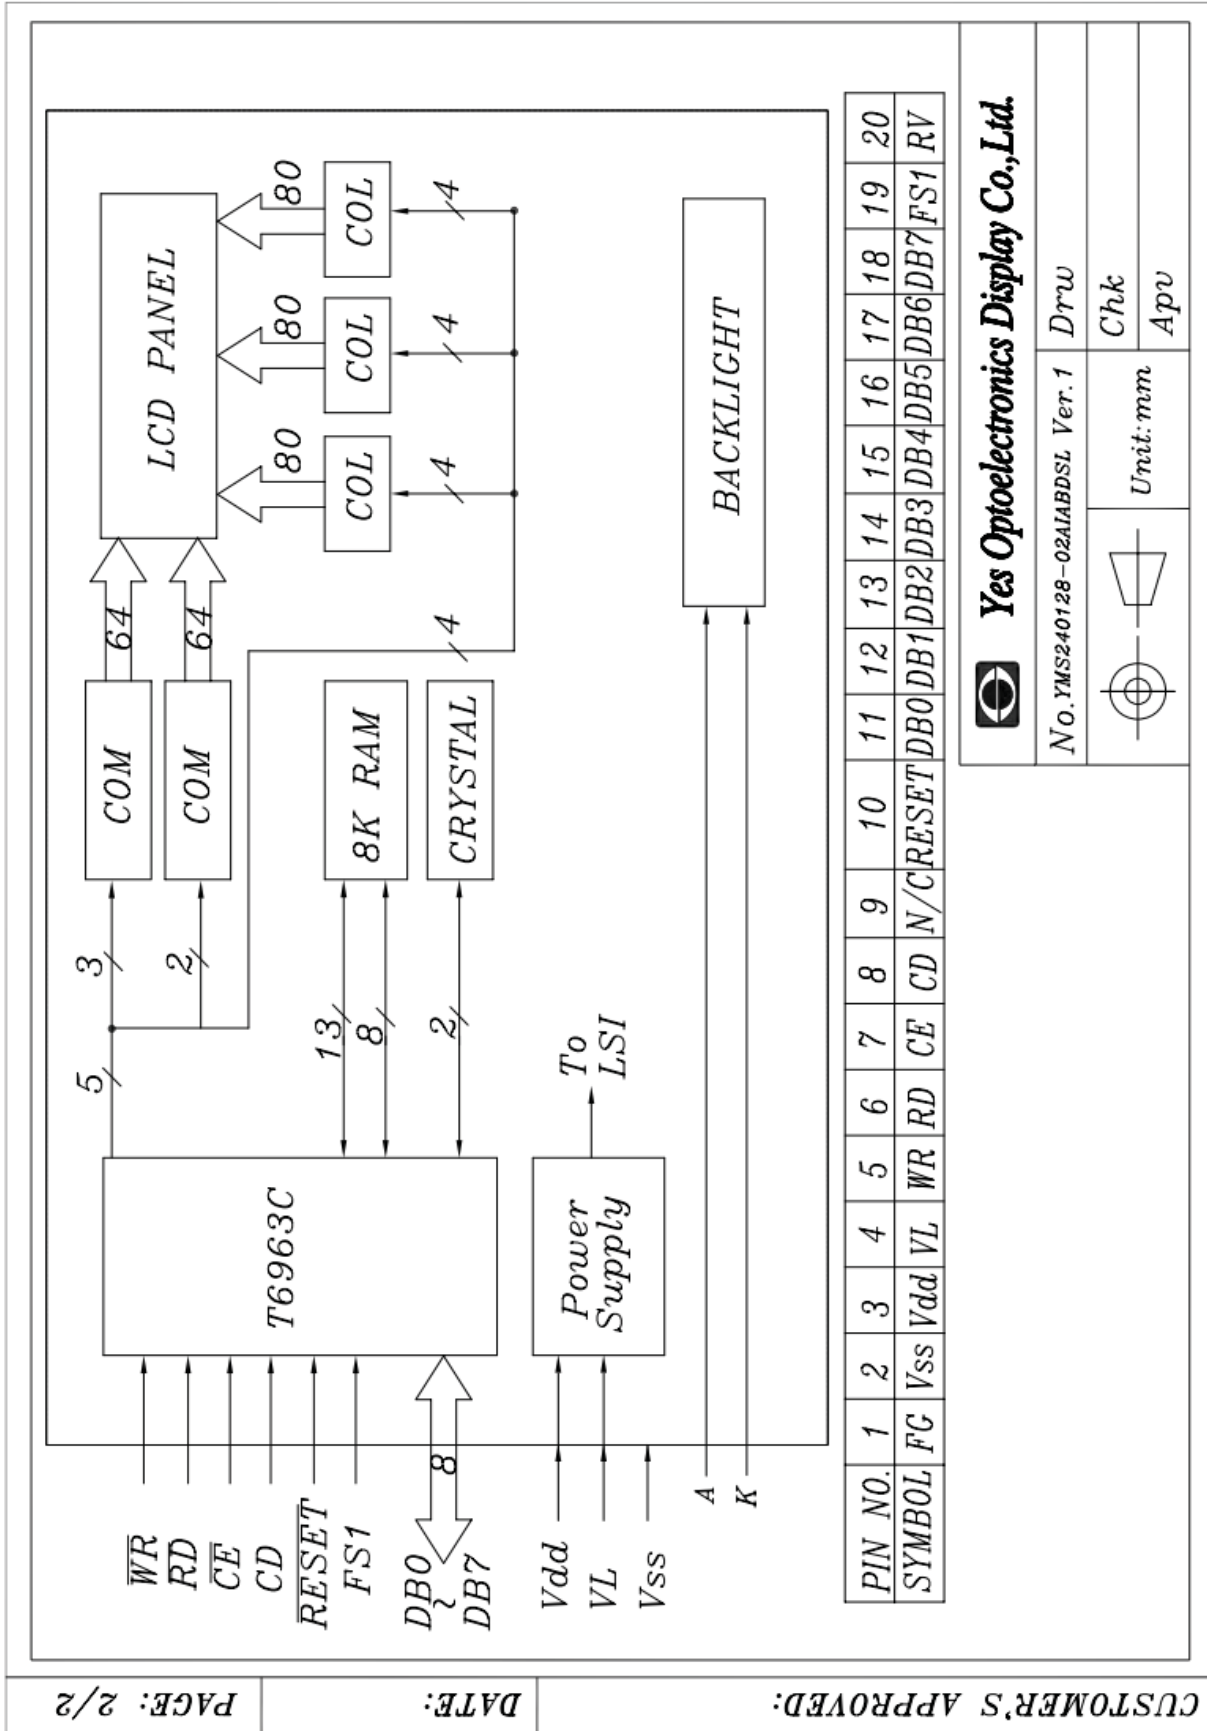 CUSTOMER'S APPROVED:
DATE:
PAGE: 2/2
WR
RD
CE
CD
RESET
FS1
DB0
~
DB7
8
Vdd
VL
Vss
A
K
T6963C
Power
Supply
To
LSI
5
3
2
13
8
2
COM
COM
8K RAM
CRYSTAL
64
64
4
LCD PANEL
80
80
80
COL
COL
COL
4
4
4
BACKLIGHT
PIN NO. 1 2 3 4 5 6 7 8 9 10 11 12 13 14 15 16 17 18 19 20
SYMBOL FG Vss Vdd VL WR RD CE CD N/C RESET DB0 DB1 DB2 DB3 DB4 DB5 DB6 DB7 FS1 RV
Yes Optoelectronics Display Co.,Ltd.
No.YMS240128-02AIABDSL Ver.1
Drw
Unit:mm
Chk
Apv